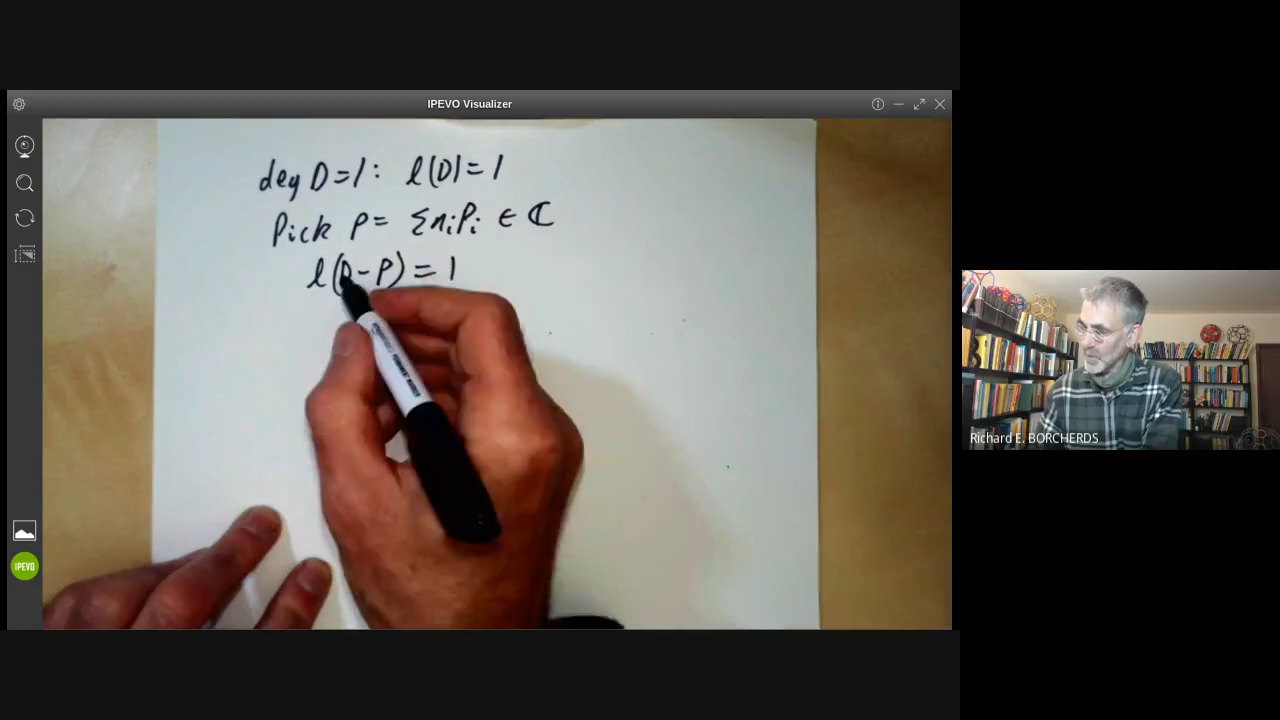 IPEVO Visualizer
deg D=1: l(D)=1
Pick P= Σn_iP_i ∈ ℂ
l(D-P) = 1
Richard E. BORCHERDS
IPEVO